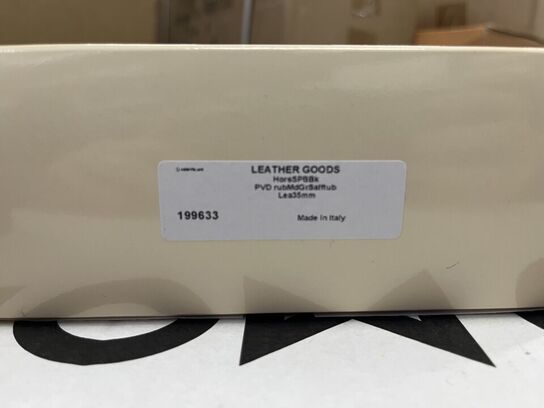 LEATHER GOODS
HorsSPBBk
PVD rubMdGrSaffrub
Lea35mm
199633 Made in Italy